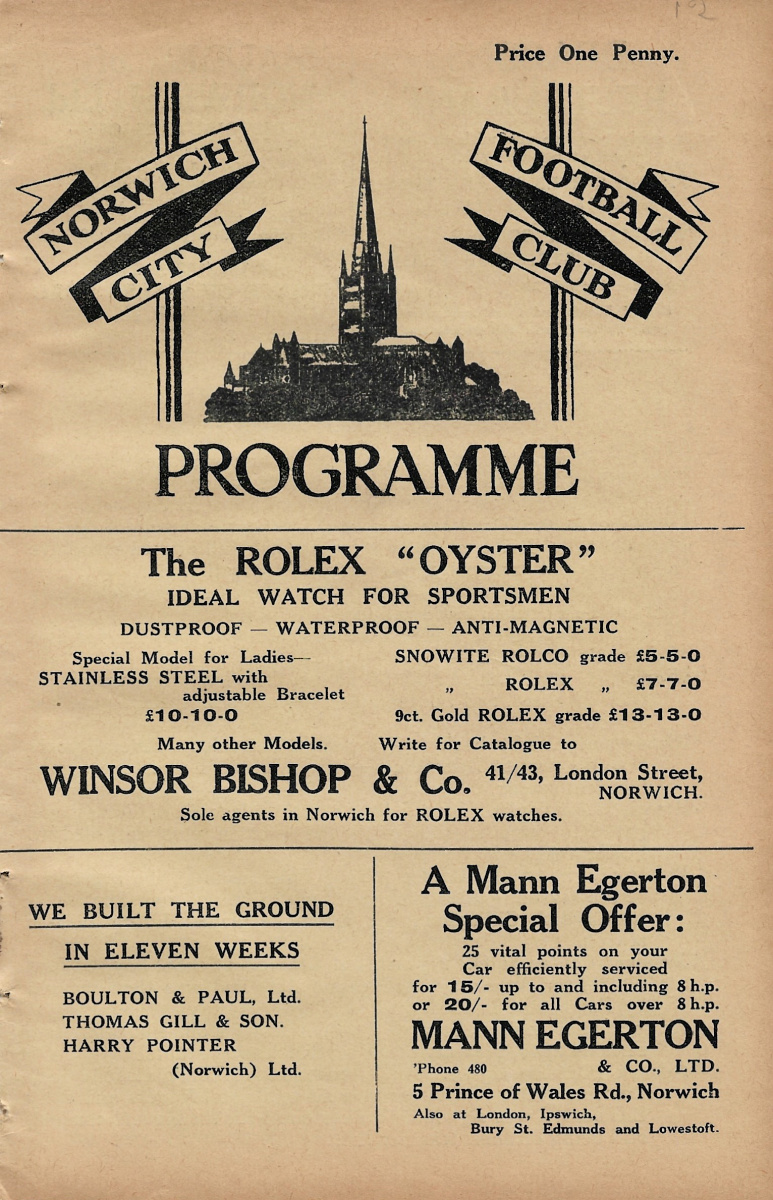 Price One Penny.
NORWICH
CITY
FOOTBALL
CLUB
PROGRAMME
The ROLEX “OYSTER”
IDEAL WATCH FOR SPORTSMEN
DUSTPROOF — WATERPROOF — ANTI-MAGNETIC
Special Model for Ladies—
STAINLESS STEEL with
adjustable Bracelet
£10-10-0
SNOWITE ROLCO grade £5-5-0
„ ROLEX „ £7-7-0
9ct. Gold ROLEX grade £13-13-0
Many other Models. Write for Catalogue to
WINSOR BISHOP & Co. 41/43, London Street,
NORWICH.
Sole agents in Norwich for ROLEX watches.
WE BUILT THE GROUND
IN ELEVEN WEEKS
BOULTON & PAUL, Ltd.
THOMAS GILL & SON.
HARRY POINTER
(Norwich) Ltd.
A Mann Egerton
Special Offer:
25 vital points on your
Car efficiently serviced
for 15/- up to and including 8 h.p.
or 20/- for all Cars over 8 h.p.
MANN EGERTON
'Phone 480 & CO., LTD.
5 Prince of Wales Rd., Norwich
Also at London, Ipswich,
Bury St. Edmunds and Lowestoft.